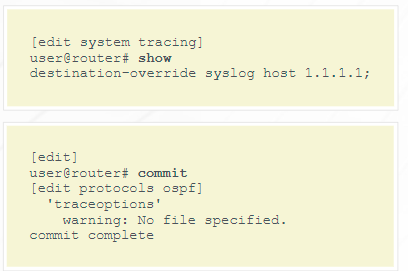 [edit system tracing]
user@router# show
destination-override syslog host 1.1.1.1;
[edit]
user@router# commit
[edit protocols ospf]
'traceoptions'
warning: No file specified.
commit complete